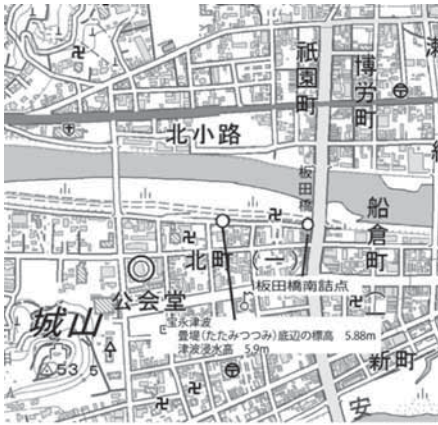 祇園町
博労町
北小路
板田橋
船倉町
北町
(一)
板田橋南詰点
公会堂
宝永津波
畳堤(たたみつつみ)底辺の標高 5.88m
津波浸水高 5.9m
城山
53.5
新町
安